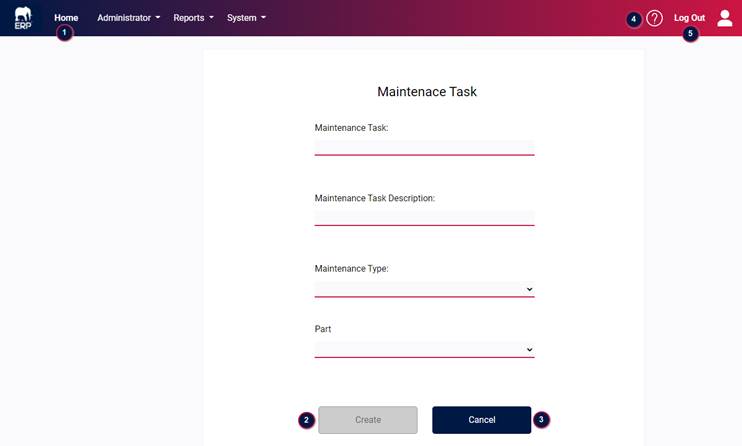 ERP
Home
Administrator
Reports
System
4
?
Log Out
1
5
Maintenace Task
Maintenance Task:
Maintenance Task Description:
Maintenance Type:
Part
2
Create
Cancel
3